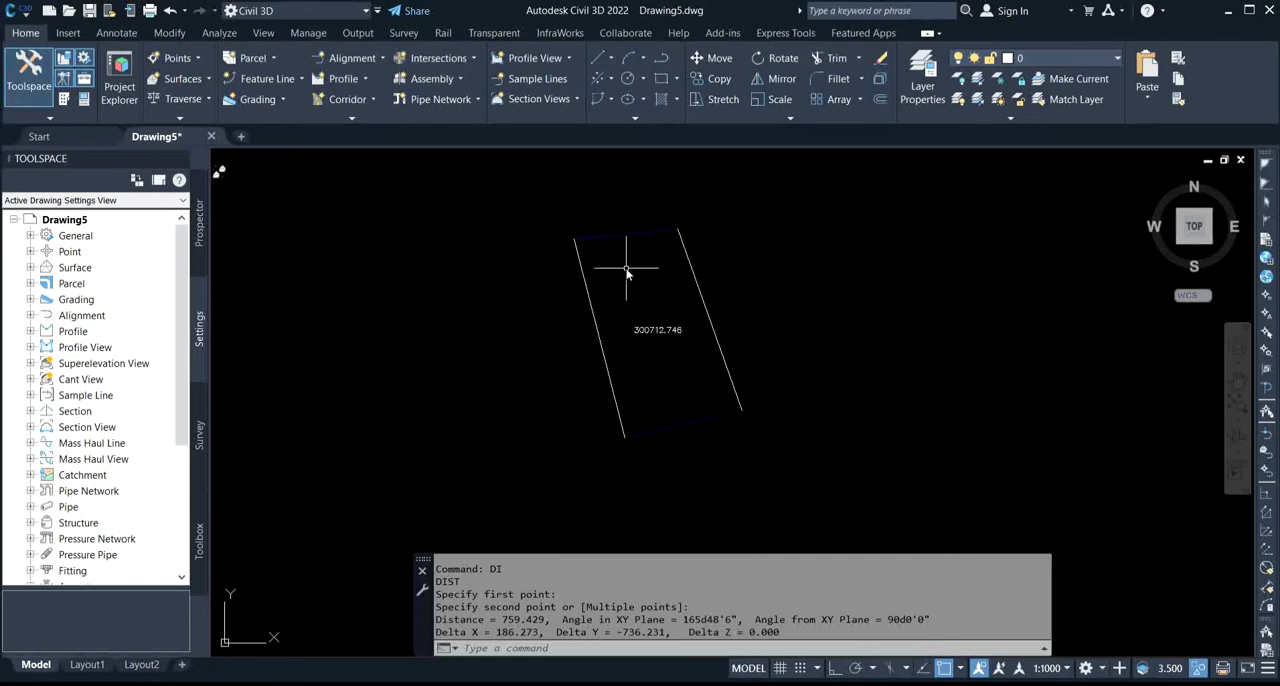 C3D
Civil 3D
Share
Autodesk Civil 3D 2022 Drawing5.dwg
Type a keyword or phrase
Sign In
Home Insert Annotate Modify Analyze View Manage Output Survey Rail Transparent InfraWorks Collaborate Help Add-ins Express Tools Featured Apps
Toolspace
Project
Explorer
Points
Surfaces
Traverse
Parcel
Feature Line
Grading
Alignment
Profile
Corridor
Intersections
Assembly
Pipe Network
Profile View
Sample Lines
Section Views
Move
Copy
Stretch
Rotate
Mirror
Scale
Trim
Fillet
Array
Layer
Properties
0
Make Current
Match Layer
Paste
Start
Drawing5*
TOOLSPACE
Active Drawing Settings View
Drawing5
General
Point
Surface
Parcel
Grading
Alignment
Profile
Profile View
Superelevation View
Cant View
Sample Line
Section
Section View
Mass Haul Line
Mass Haul View
Catchment
Pipe Network
Pipe
Structure
Pressure Network
Pressure Pipe
Fitting
Prospector
Settings
Survey
Toolbox
300712.746
N
W TOP E
S
WCS
Y
X
Command: DI
DIST
Specify first point:
Specify second point or [Multiple points]:
Distance = 759.429, Angle in XY Plane = 165d48'6", Angle from XY Plane = 90d0'0"
Delta X = 186.273, Delta Y = -736.231, Delta Z = 0.000
Type a command
Model Layout1 Layout2
MODEL
1:1000
3.500